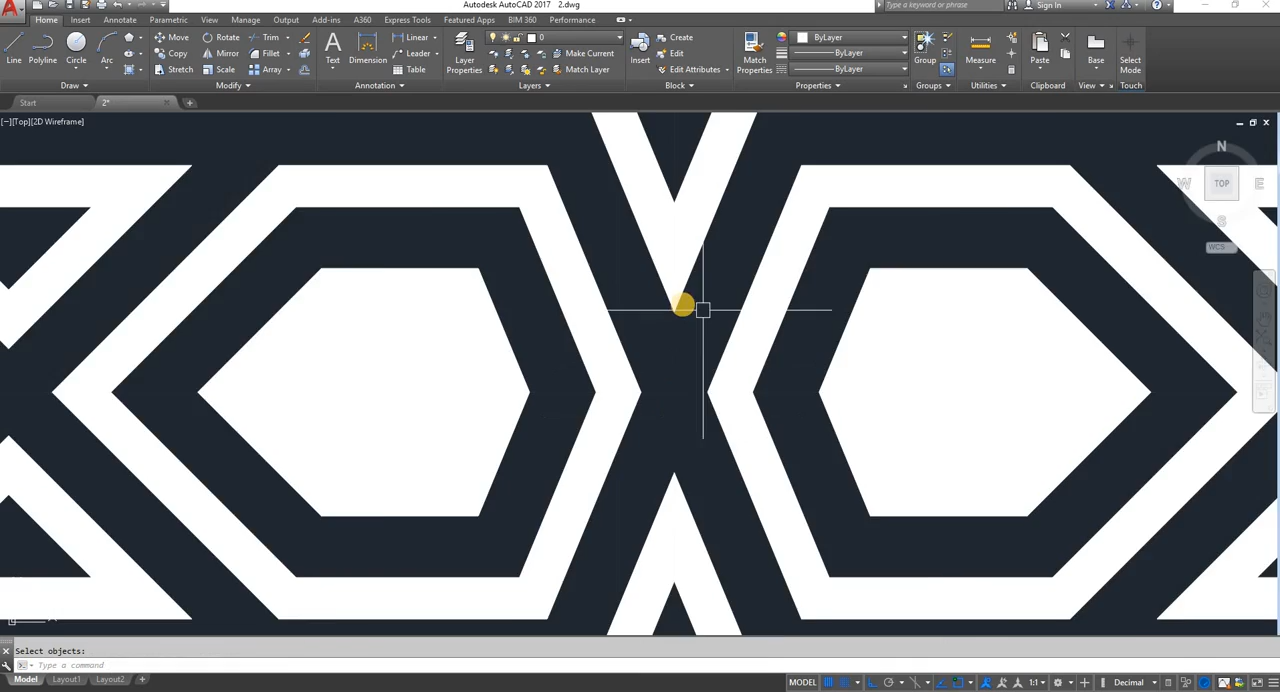 Autodesk AutoCAD 2017 2.dwg
Type a keyword or phrase
Sign In
Home Insert Annotate Parametric View Manage Output Add-ins A360 Express Tools Featured Apps BIM 360 Performance
Line Polyline Circle Arc
Move Rotate Trim
Copy Mirror Fillet
Stretch Scale Array
Text Dimension
Linear
Leader
Table
Layer Properties
0
Make Current
Match Layer
Insert
Create
Edit
Edit Attributes
Match Properties
ByLayer
ByLayer
ByLayer
Group
Measure
Paste
Base
Select Mode
Draw Modify Annotation Layers Block Properties Groups Utilities Clipboard View Touch
Start 2*
[−][Top][2D Wireframe]
N
W TOP E
S
WCS
Select objects:
Type a command
Model Layout1 Layout2
MODEL 1:1 Decimal